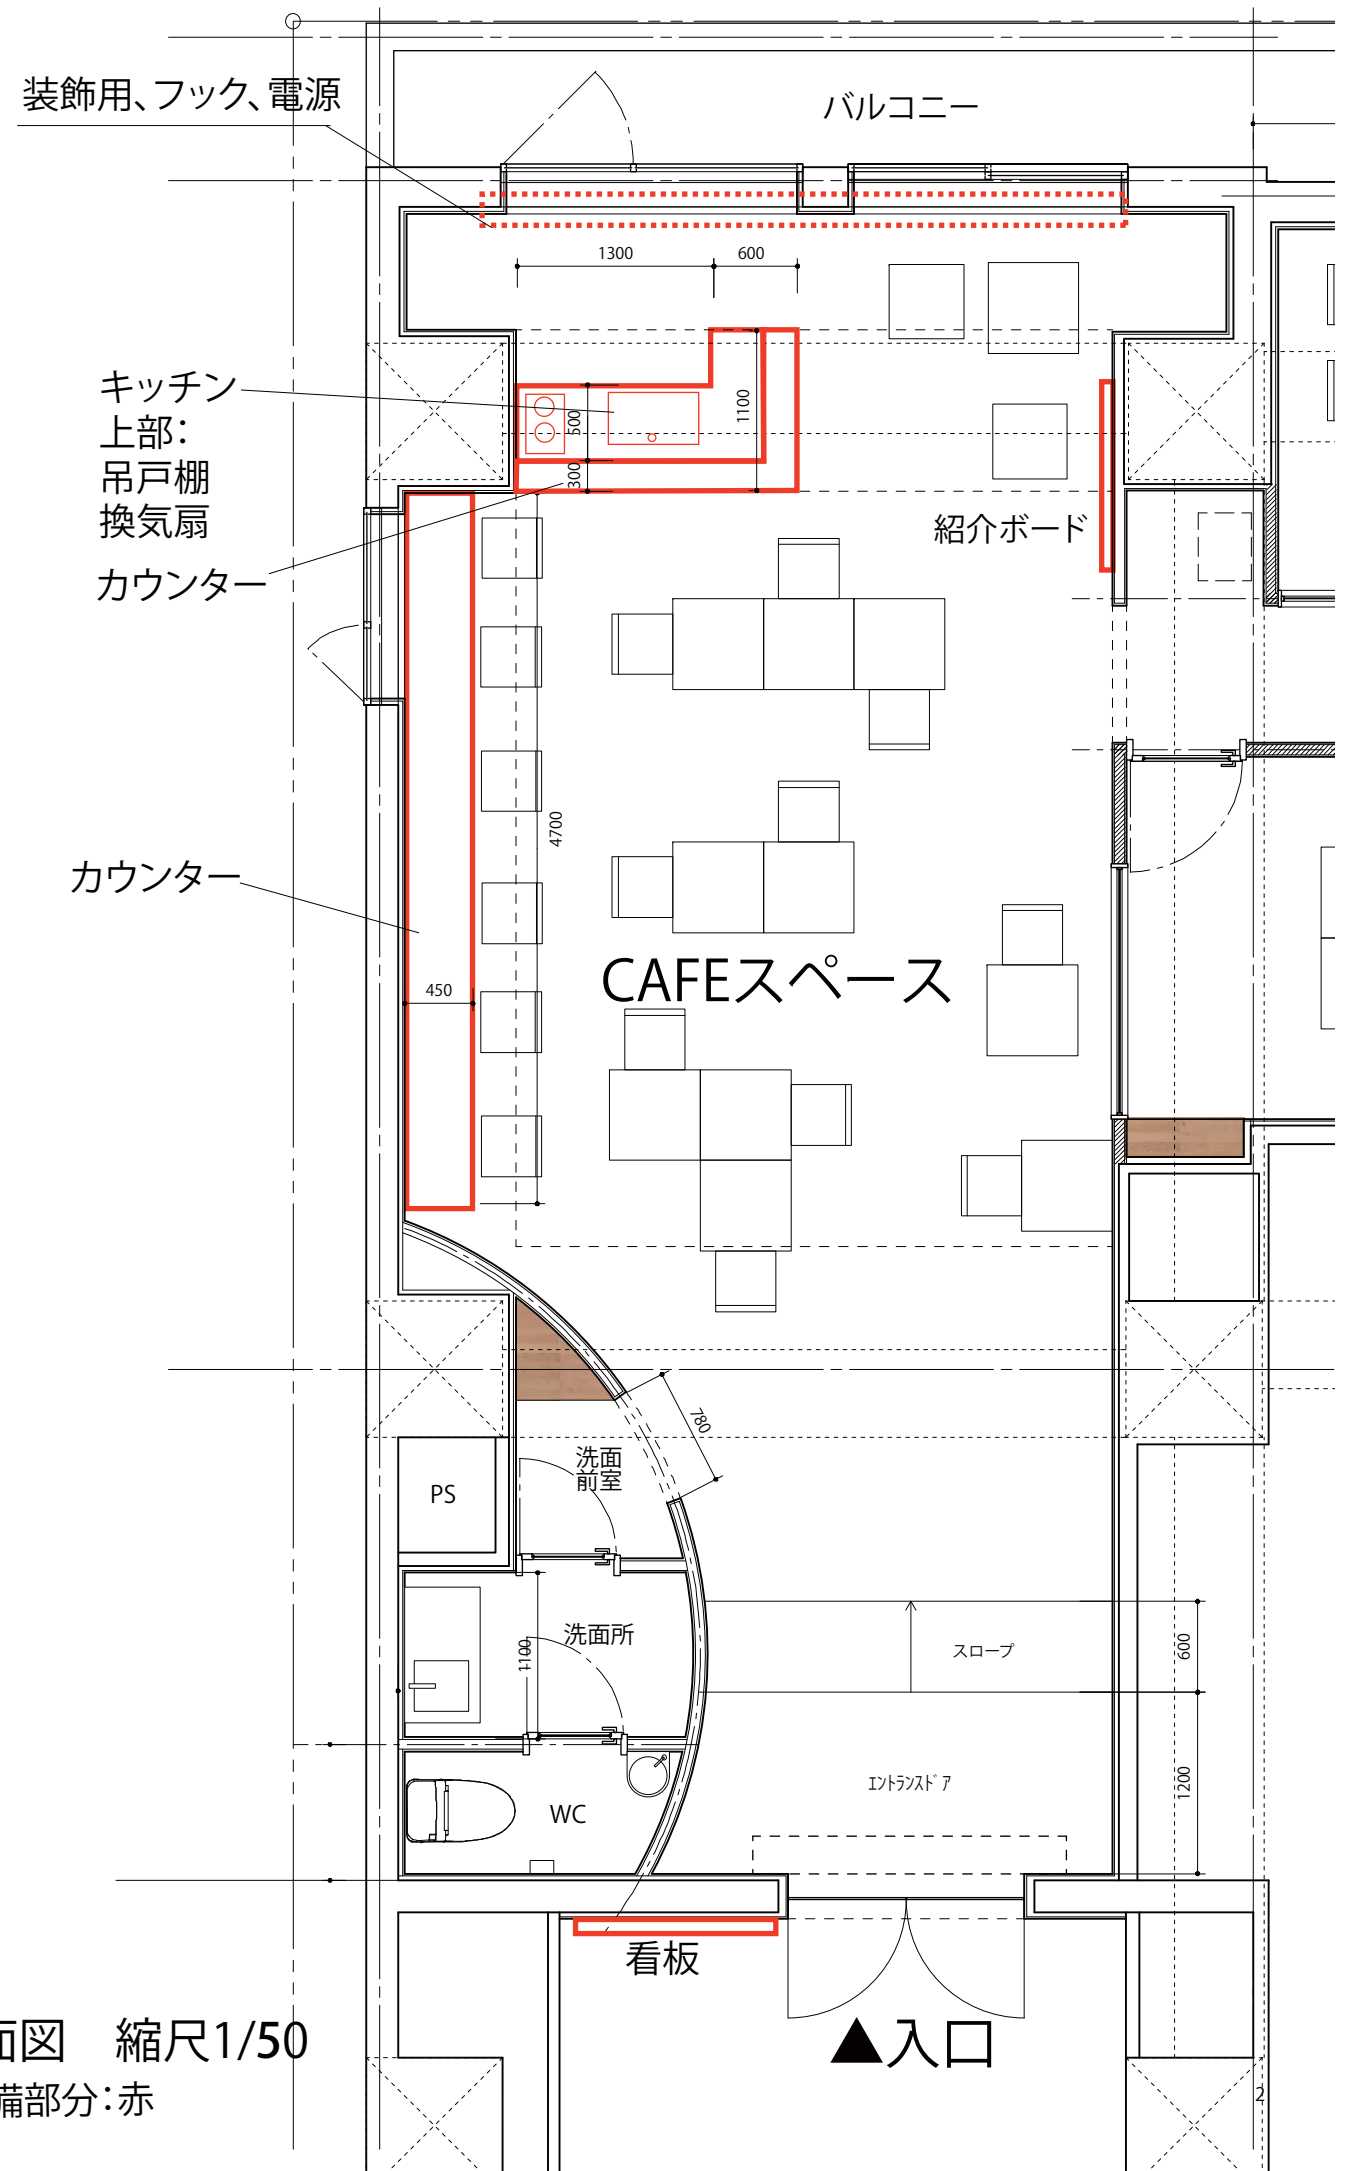 装飾用、フック、電源
バルコニー
1300
600
キッチン
上部：
吊戸棚
換気扇
500
1100
300
カウンター
紹介ボード
4700
カウンター
CAFEスペース
450
780
洗面
前室
PS
洗面所
1100
スロープ
600
エントランスドア
1200
WC
看板
▲入口
面図　縮尺1/50
備部分：赤
2